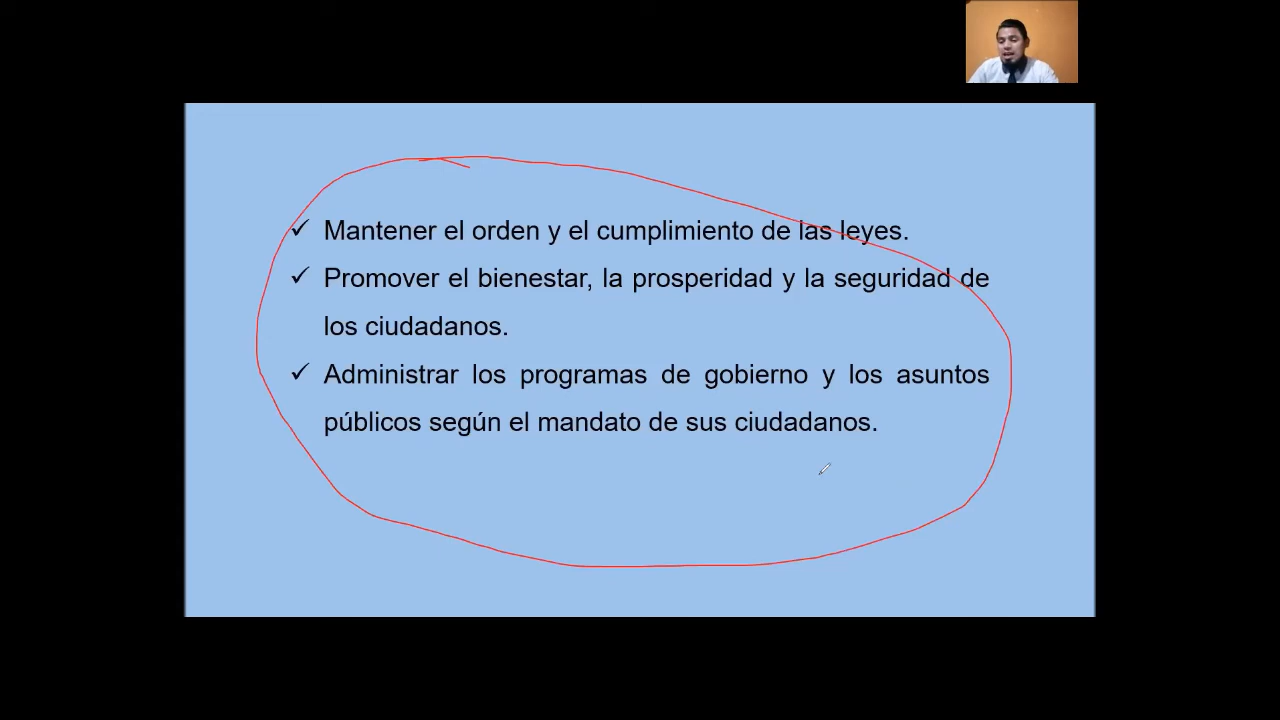 ✓ Mantener el orden y el cumplimiento de las leyes.
✓ Promover el bienestar, la prosperidad y la seguridad de
los ciudadanos.
✓ Administrar los programas de gobierno y los asuntos
públicos según el mandato de sus ciudadanos.